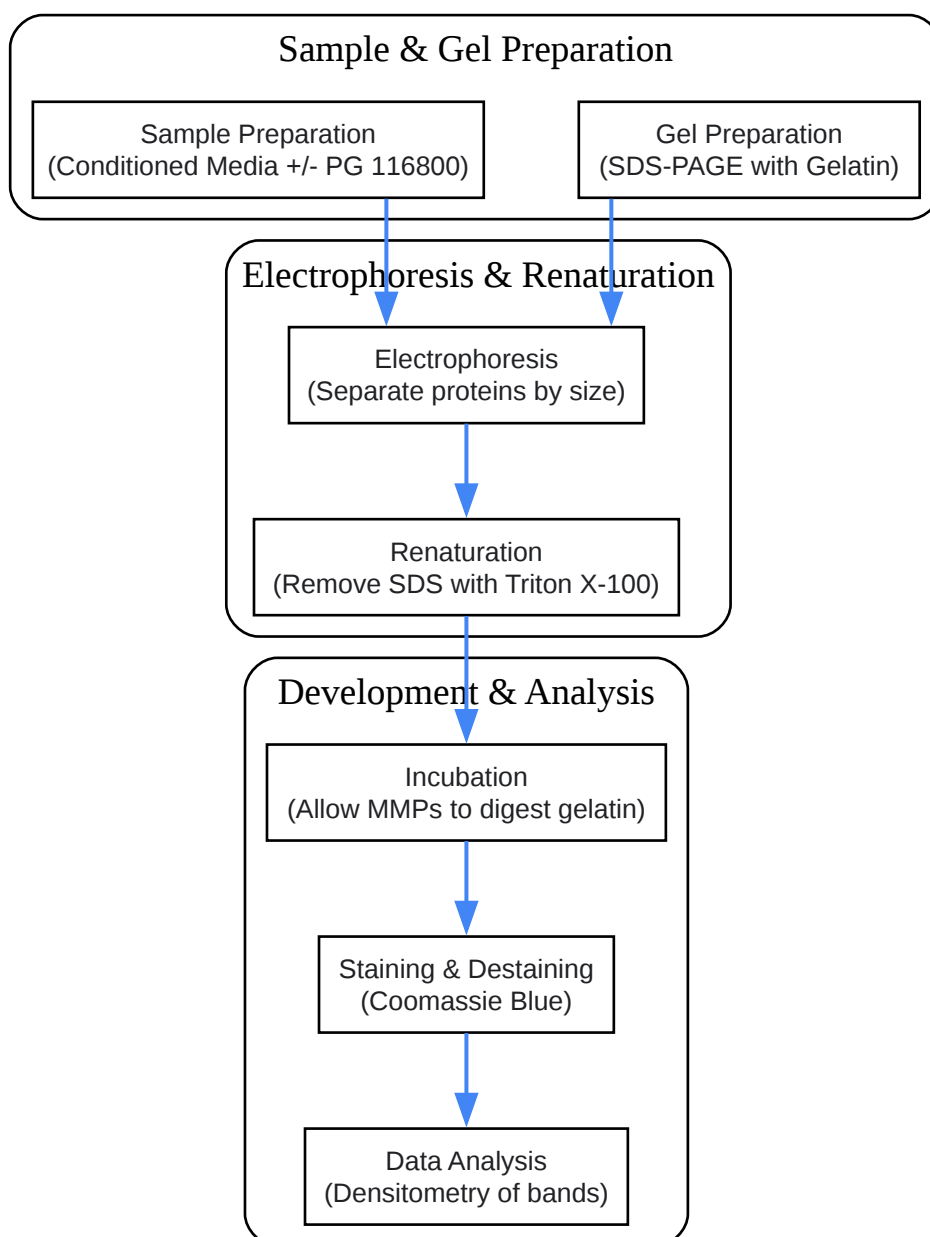 Sample & Gel Preparation
Sample Preparation
(Conditioned Media +/- PG 116800)
Gel Preparation
(SDS-PAGE with Gelatin)
Electrophoresis & Renaturation
Electrophoresis
(Separate proteins by size)
Renaturation
(Remove SDS with Triton X-100)
Development & Analysis
Incubation
(Allow MMPs to digest gelatin)
Staining & Destaining
(Coomassie Blue)
Data Analysis
(Densitometry of bands)